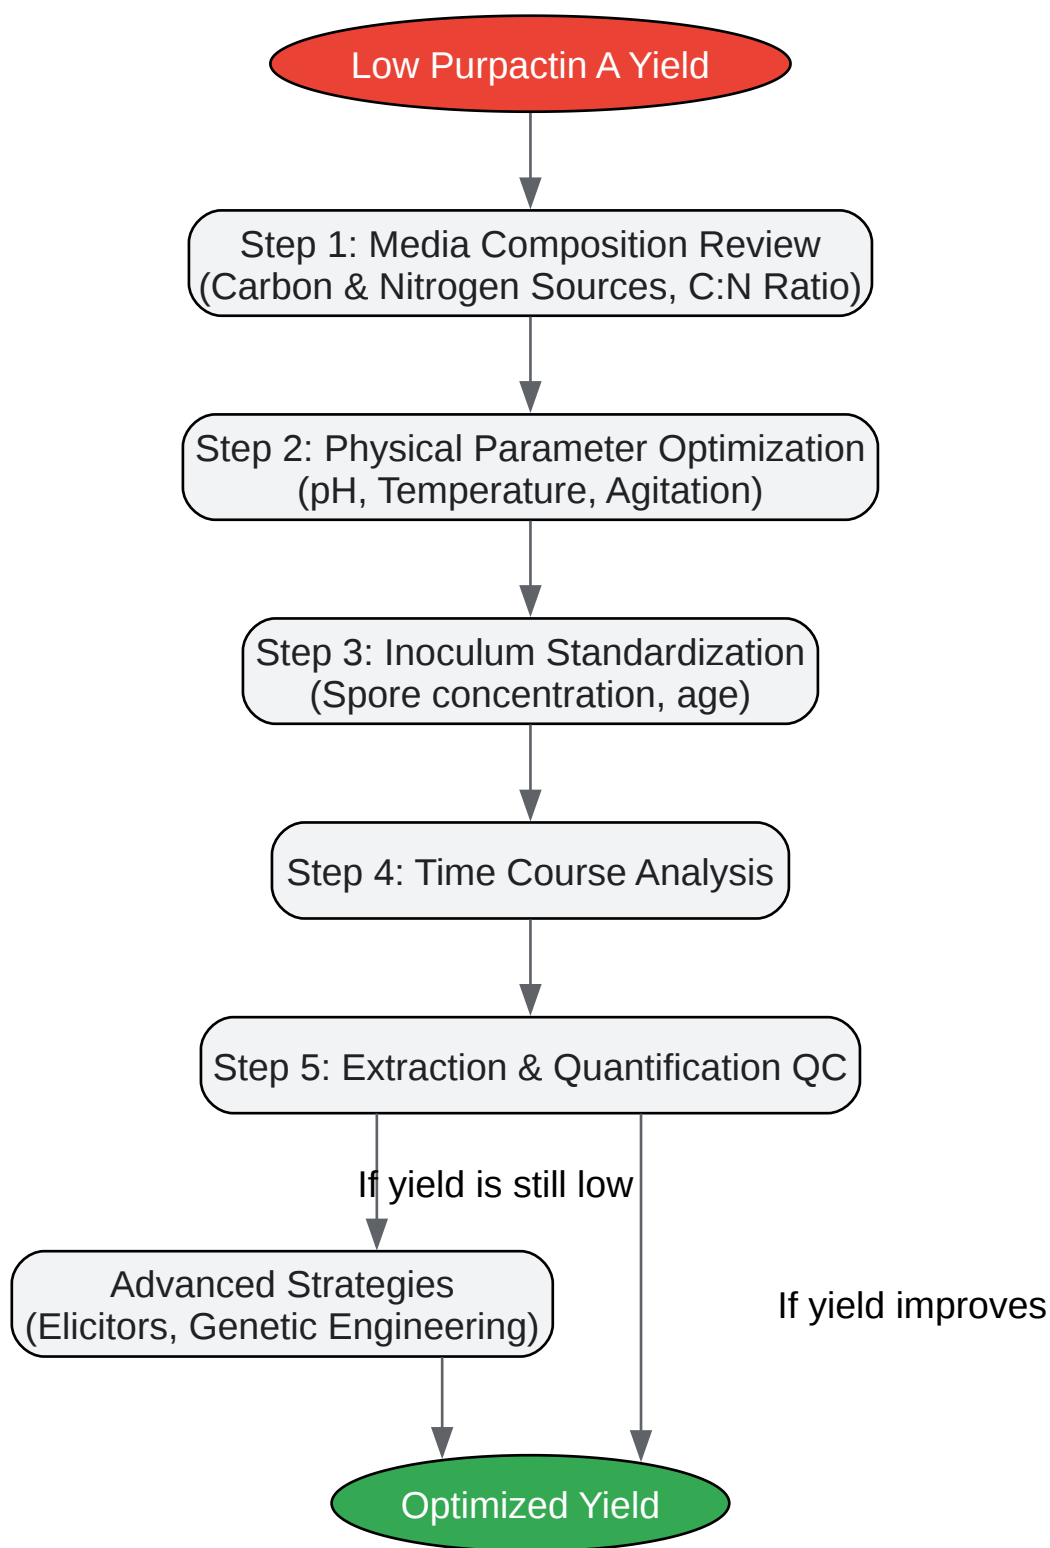 Low Purpactin A Yield
Step 1: Media Composition Review
(Carbon & Nitrogen Sources, C:N Ratio)
Step 2: Physical Parameter Optimization
(pH, Temperature, Agitation)
Step 3: Inoculum Standardization
(Spore concentration, age)
Step 4: Time Course Analysis
Step 5: Extraction & Quantification QC
If yield is still low
Advanced Strategies
(Elicitors, Genetic Engineering)
If yield improves
Optimized Yield